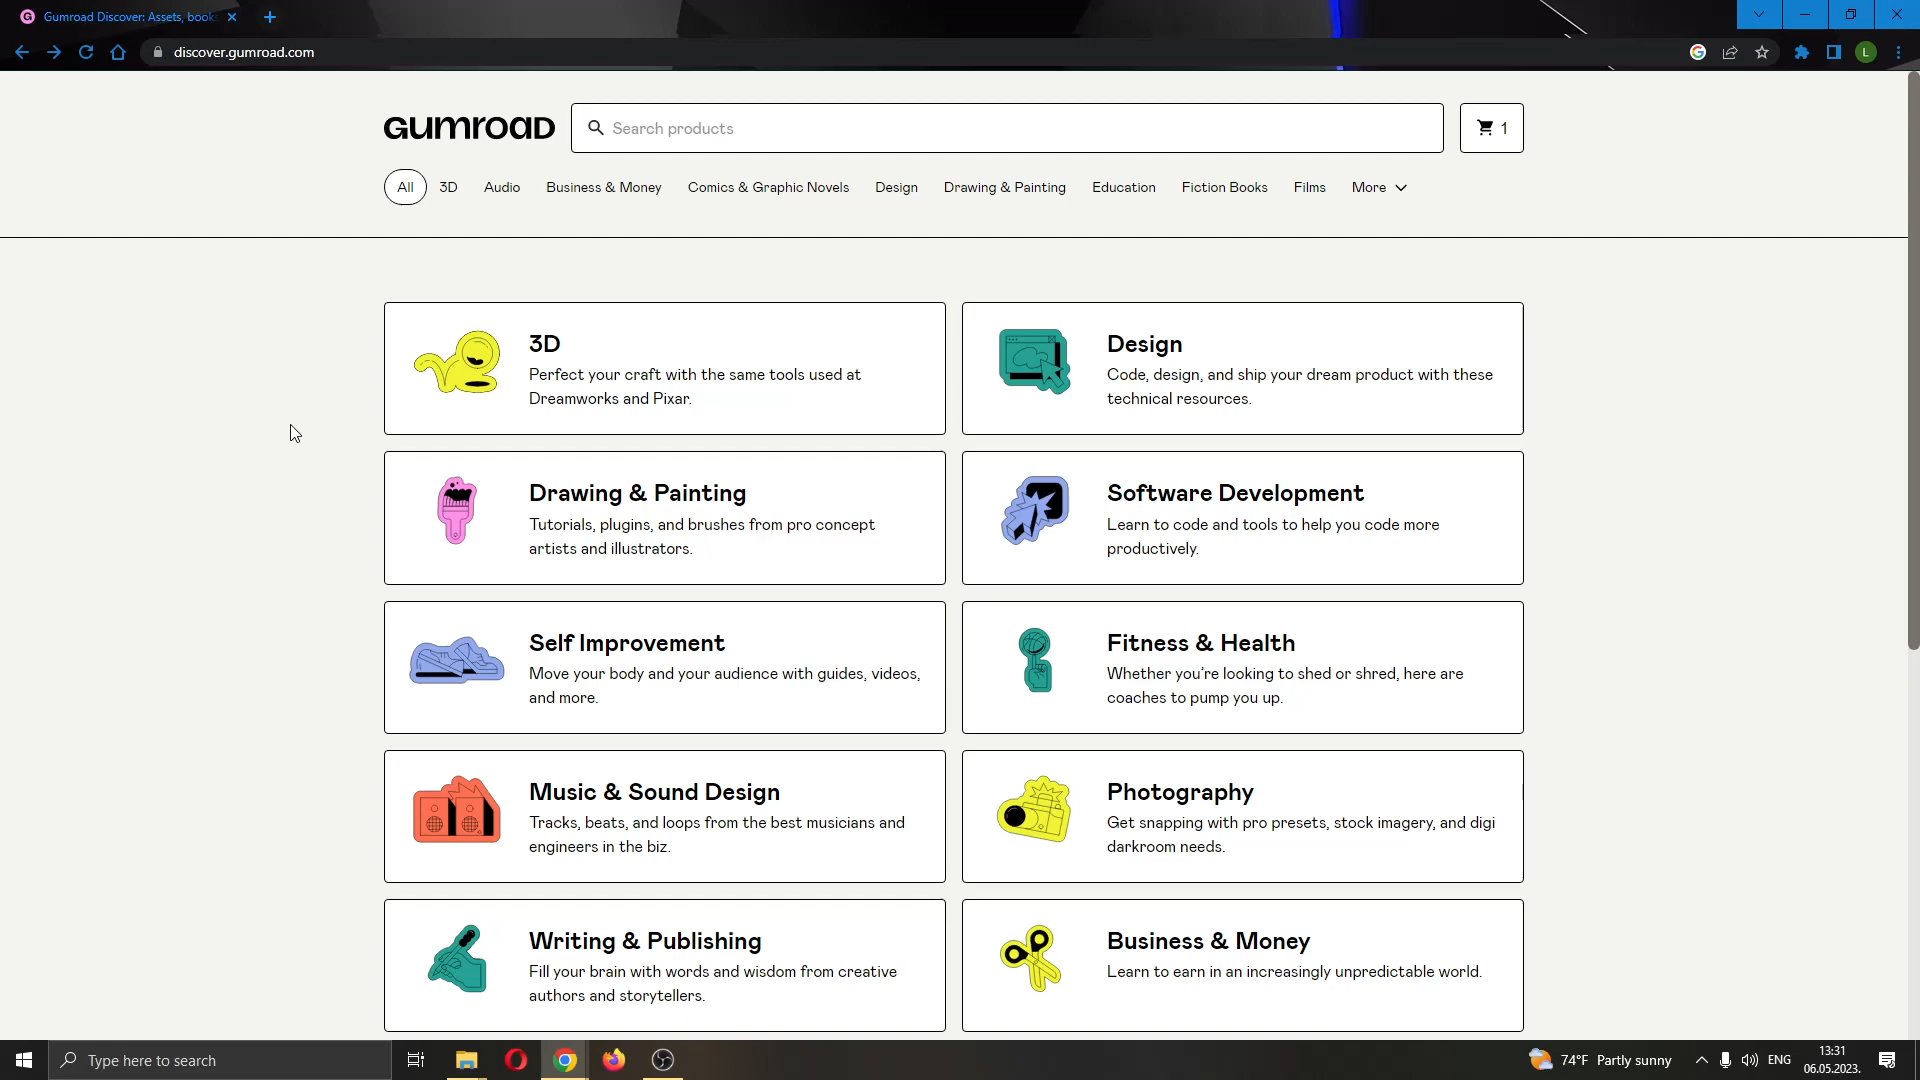 Gumroad Discover: Assets, book
discover.gumroad.com
L
GUMROAD
Search products
1
All 3D Audio Business & Money Comics & Graphic Novels Design Drawing & Painting Education Fiction Books Films More
3D
Perfect your craft with the same tools used at
Dreamworks and Pixar.
Design
Code, design, and ship your dream product with these
technical resources.
Drawing & Painting
Tutorials, plugins, and brushes from pro concept
artists and illustrators.
Software Development
Learn to code and tools to help you code more
productively.
Self Improvement
Move your body and your audience with guides, videos,
and more.
Fitness & Health
Whether you're looking to shed or shred, here are
coaches to pump you up.
Music & Sound Design
Tracks, beats, and loops from the best musicians and
engineers in the biz.
Photography
Get snapping with pro presets, stock imagery, and digi
darkroom needs.
Writing & Publishing
Fill your brain with words and wisdom from creative
authors and storytellers.
Business & Money
Learn to earn in an increasingly unpredictable world.
Type here to search
74°F Partly sunny
ENG
13:31
06.05.2023.